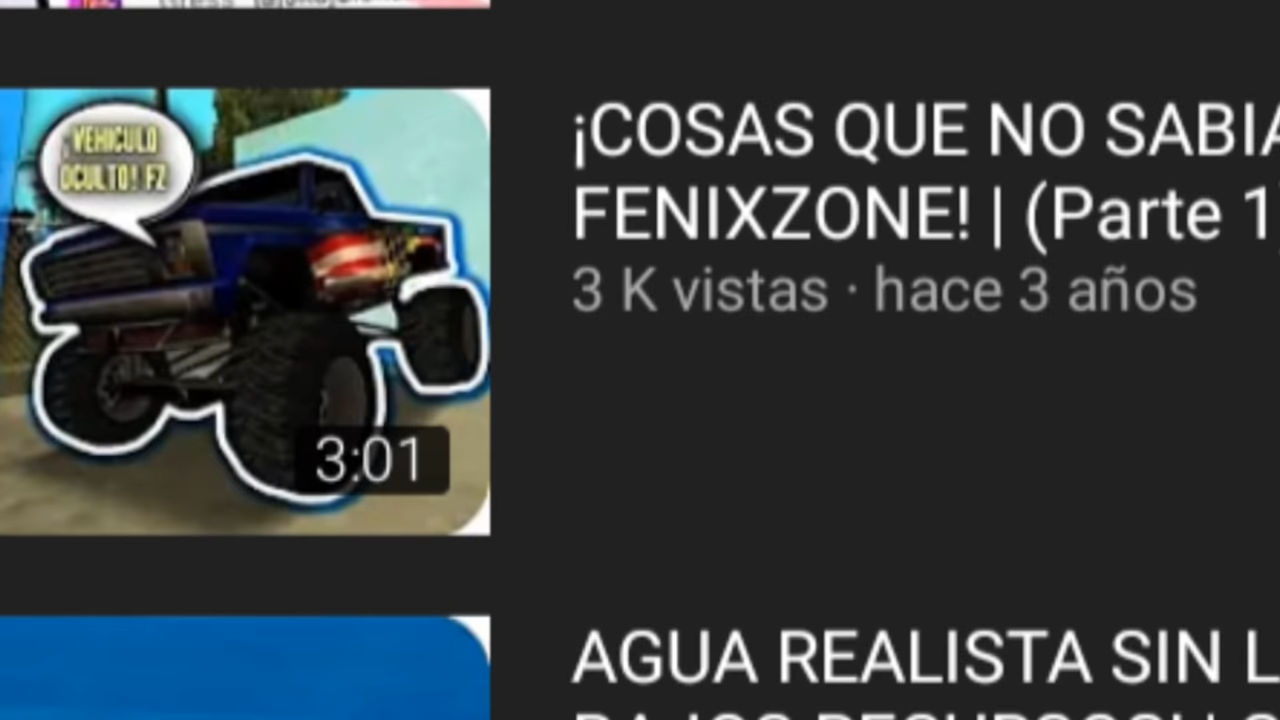 ¡VEHICULO
OCULTO! FZ
3:01
¡COSAS QUE NO SABIA
FENIXZONE! | (Parte 1
3 K vistas · hace 3 años
AGUA REALISTA SIN L